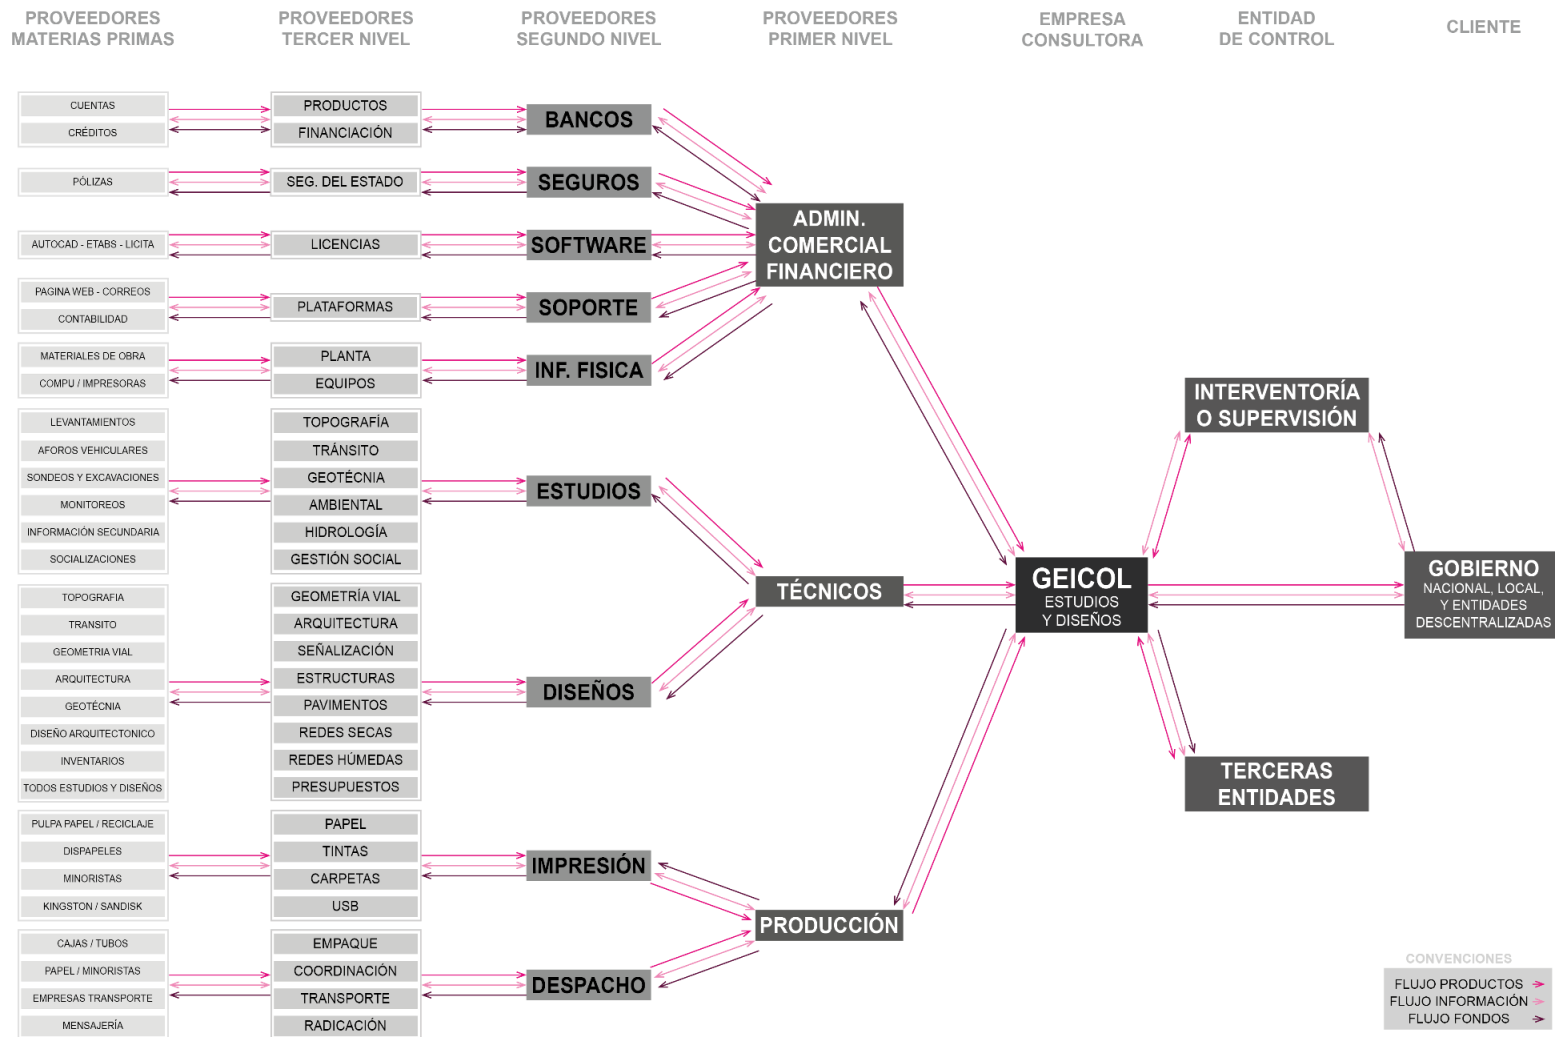 PROVEEDORES
MATERIAS PRIMAS
PROVEEDORES
TERCER NIVEL
PROVEEDORES
SEGUNDO NIVEL
PROVEEDORES
PRIMER NIVEL
EMPRESA
CONSULTORA
ENTIDAD
DE CONTROL
CLIENTE
CUENTAS
CRÉDITOS
PÓLIZAS
AUTOCAD - ETABS - LICITA
PAGINA WEB - CORREOS
CONTABILIDAD
MATERIALES DE OBRA
COMPU / IMPRESORAS
LEVANTAMIENTOS
AFOROS VEHICULARES
SONDEOS Y EXCAVACIONES
MONITOREOS
INFORMACIÓN SECUNDARIA
SOCIALIZACIONES
TOPOGRAFIA
TRANSITO
GEOMETRIA VIAL
ARQUITECTURA
GEOTÉCNIA
DISEÑO ARQUITECTONICO
INVENTARIOS
TODOS ESTUDIOS Y DISEÑOS
PULPA PAPEL / RECICLAJE
DISPAPELES
MINORISTAS
KINGSTON / SANDISK
CAJAS / TUBOS
PAPEL / MINORISTAS
EMPRESAS TRANSPORTE
MENSAJERÍA
PRODUCTOS
FINANCIACIÓN
SEG. DEL ESTADO
LICENCIAS
PLATAFORMAS
PLANTA
EQUIPOS
TOPOGRAFÍA
TRÁNSITO
GEOTÉCNIA
AMBIENTAL
HIDROLOGÍA
GESTIÓN SOCIAL
GEOMETRÍA VIAL
ARQUITECTURA
SEÑALIZACIÓN
ESTRUCTURAS
PAVIMENTOS
REDES SECAS
REDES HÚMEDAS
PRESUPUESTOS
PAPEL
TINTAS
CARPETAS
USB
EMPAQUE
COORDINACIÓN
TRANSPORTE
RADICACIÓN
BANCOS
SEGUROS
SOFTWARE
SOPORTE
INF. FISICA
ESTUDIOS
DISEÑOS
IMPRESIÓN
DESPACHO
ADMIN.
COMERCIAL
FINANCIERO
TÉCNICOS
PRODUCCIÓN
GEICOL
ESTUDIOS
Y DISEÑOS
INTERVENTORÍA
O SUPERVISIÓN
TERCERAS
ENTIDADES
GOBIERNO
NACIONAL, LOCAL,
Y ENTIDADES
DESCENTRALIZADAS
CONVENCIONES
FLUJO PRODUCTOS
FLUJO INFORMACIÓN
FLUJO FONDOS